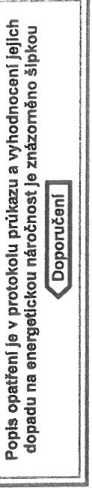 Popis opatření je v protokolu průkazu a vyhodnocení jejich
dopadu na energetickou náročnost je znázorněno šipkou
Doporučení